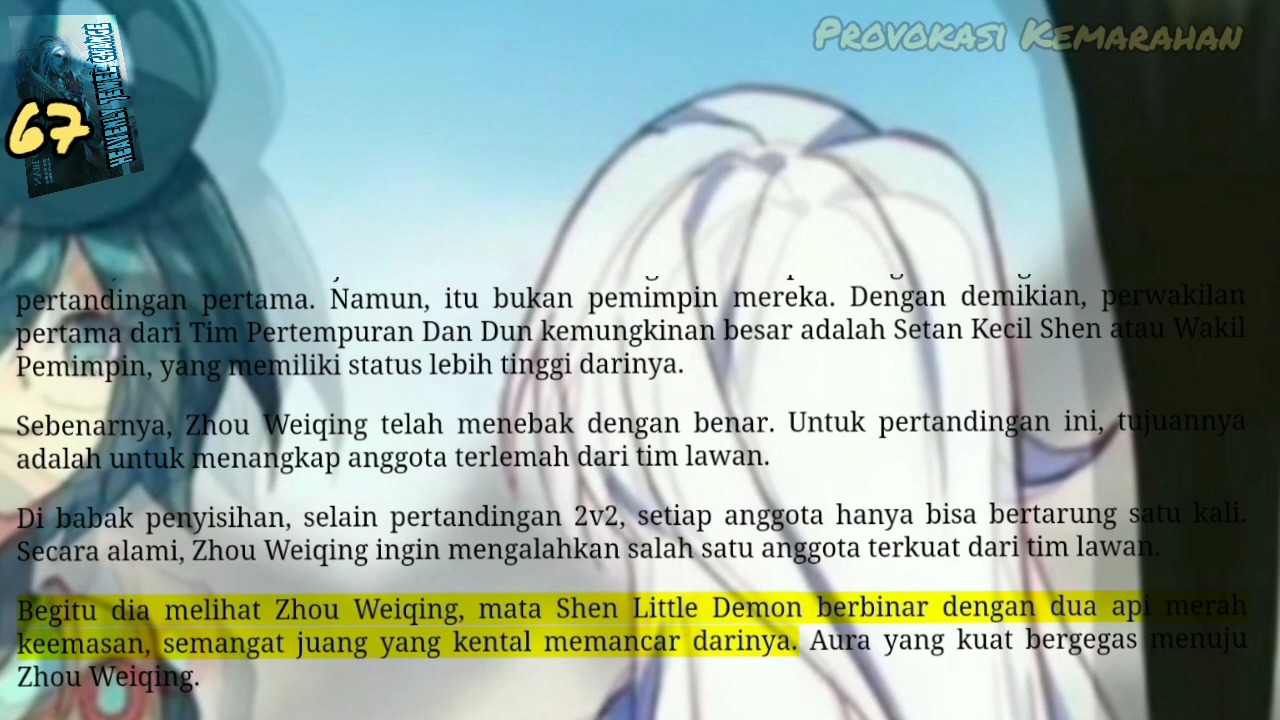 PROVOKASI KEMARAHAN
HEAVENLY JEWEL CHANGE
67
pertandingan pertama. Namun, itu bukan pemimpin mereka. Dengan demikian, perwakilan
pertama dari Tim Pertempuran Dan Dun kemungkinan besar adalah Setan Kecil Shen atau Wakil
Pemimpin, yang memiliki status lebih tinggi darinya.
Sebenarnya, Zhou Weiqing telah menebak dengan benar. Untuk pertandingan ini, tujuannya
adalah untuk menangkap anggota terlemah dari tim lawan.
Di babak penyisihan, selain pertandingan 2v2, setiap anggota hanya bisa bertarung satu kali.
Secara alami, Zhou Weiqing ingin mengalahkan salah satu anggota terkuat dari tim lawan.
Begitu dia melihat Zhou Weiqing, mata Shen Little Demon berbinar dengan dua api merah
keemasan, semangat juang yang kental memancar darinya. Aura yang kuat bergegas menuju
Zhou Weiqing.